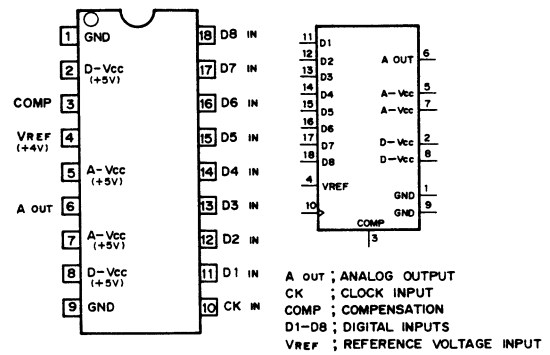 1 GND 18 D8 IN
2 D-Vcc (+5V) 17 D7 IN
COMP 3 16 D6 IN
VREF (+4V) 4 15 D5 IN
5 A-Vcc (+5V) 14 D4 IN
A OUT 6 13 D3 IN
7 A-Vcc (+5V) 12 D2 IN
8 D-Vcc (+5V) 11 D1 IN
9 GND 10 CK IN
11 D1
12 D2 A OUT 6
13 D3
14 D4 A-Vcc 5
15 D5 A-Vcc 7
16 D6
17 D7 D-Vcc 2
18 D8 D-Vcc 8
4 VREF
GND 1
10 GND 9
COMP
3
A OUT ; ANALOG OUTPUT
CK ; CLOCK INPUT
COMP ; COMPENSATION
D1-D8 ; DIGITAL INPUTS
VREF ; REFERENCE VOLTAGE INPUT